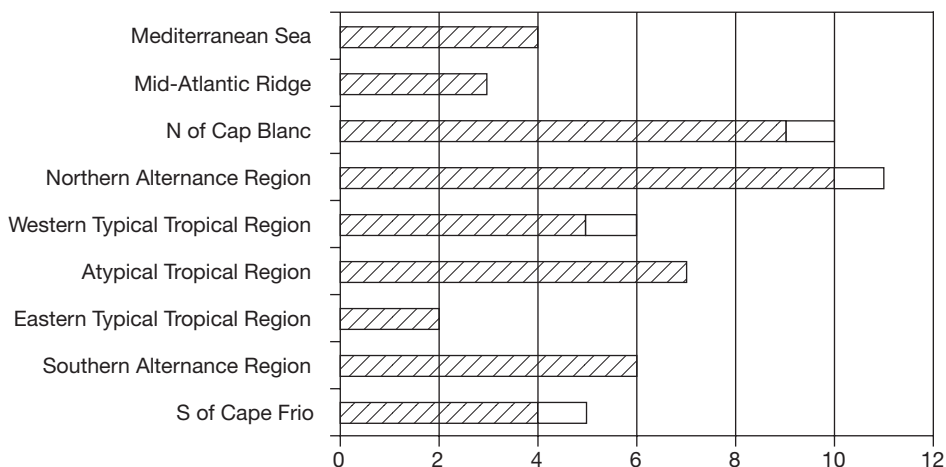 Mediterranean Sea
Mid-Atlantic Ridge
N of Cap Blanc
Northern Alternance Region
Western Typical Tropical Region
Atypical Tropical Region
Eastern Typical Tropical Region
Southern Alternance Region
S of Cape Frio
0 2 4 6 8 10 12